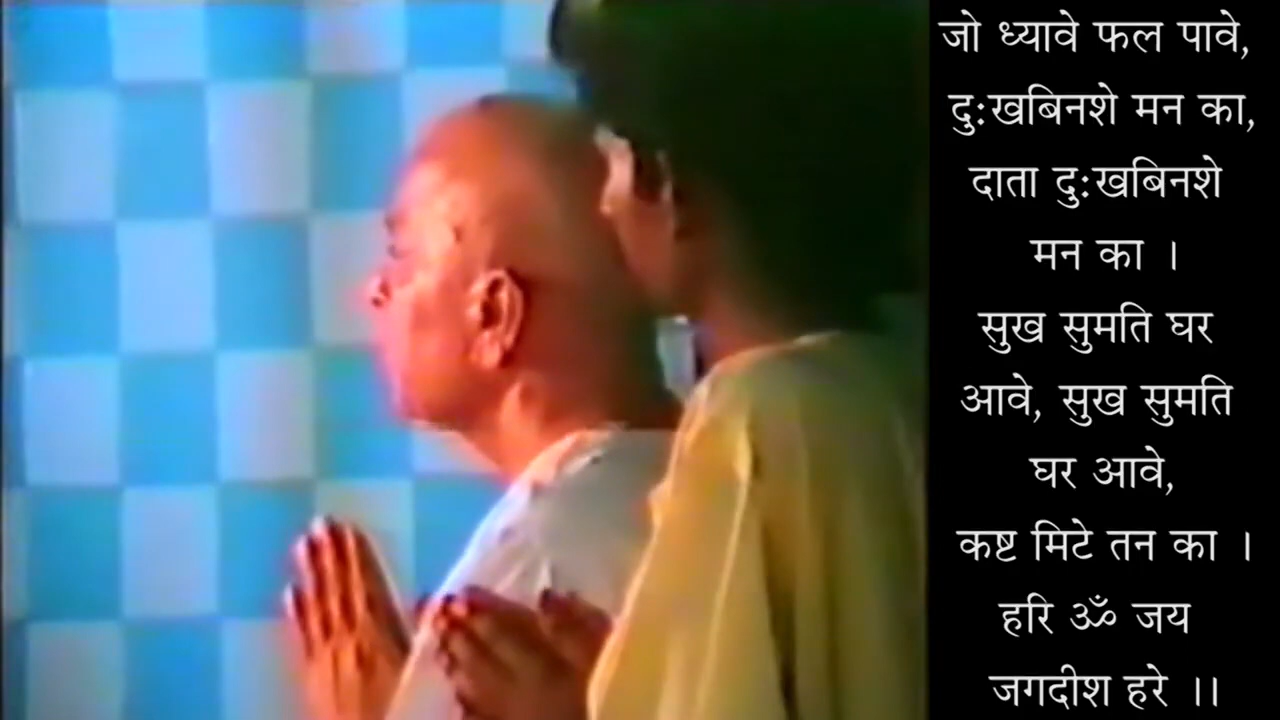 जो ध्यावे फल पावे,
दुःखबिनशे मन का,
दाता दुःखबिनशे
मन का ।
सुख सुमति घर
आवे, सुख सुमति
घर आवे,
कष्ट मिटे तन का ।
हरि ॐ जय
जगदीश हरे ।।